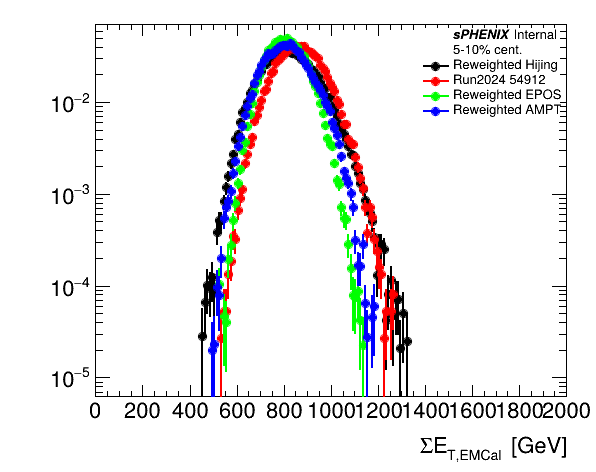 sPHENIX Internal
5-10% cent.
Reweighted Hijing
Run2024 54912
Reweighted EPOS
Reweighted AMPT
10⁻²
10⁻³
10⁻⁴
10⁻⁵
0 200 400 600 800 1000 1200 1400 1600 1800 2000
ΣE_T,EMCal [GeV]